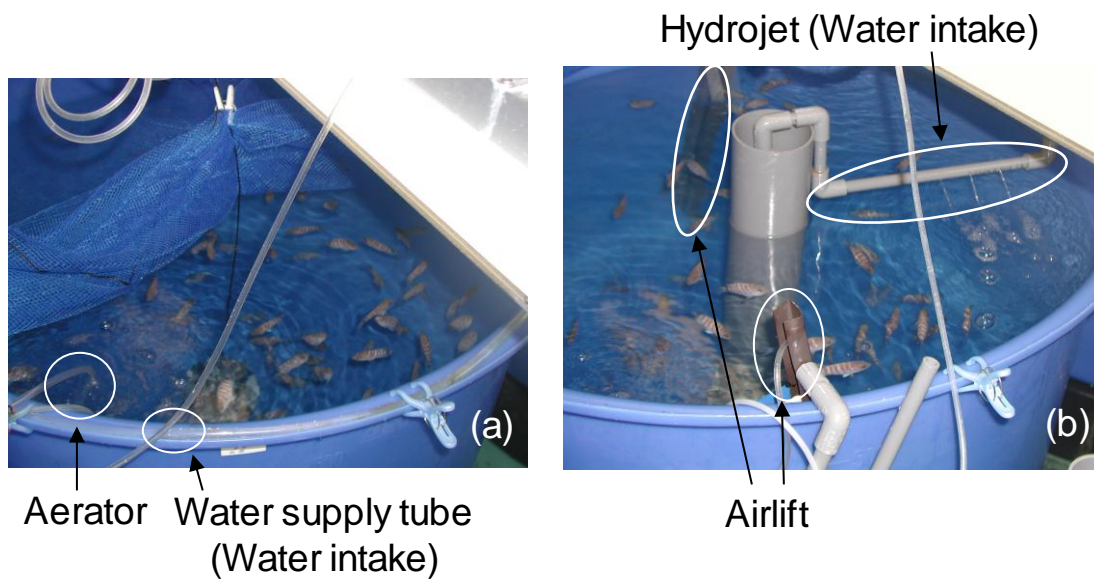 Hydrojet (Water intake)
(a)
(b)
Aerator
Water supply tube
(Water intake)
Airlift